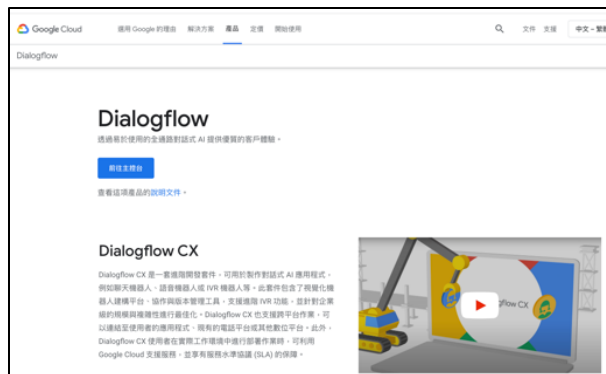 Google Cloud 選用 Google 的理由 解決方案 產品 定價 開始使用 文件 支援 中文 – 繁
Dialogflow
Dialogflow
透過易於使用的全通路對話式 AI 提供優質的客戶體驗。
前往主控台
查看這項產品的說明文件。
Dialogflow CX
Dialogflow CX 是一套進階開發套件，可用於製作對話式 AI 應用程式，
例如聊天機器人、語音機器人或 IVR 機器人等。此套件包含了視覺化機
器人建構平台、協作與版本管理工具、支援進階 IVR 功能，並針對企業
級的規模與複雜性進行最佳化。Dialogflow CX 也支援跨平台作業，可
以連結至使用者的應用程式、現有的電話平台或其他數位平台。此外，
Dialogflow CX 使用者在實際工作環境中進行部署作業時，可利用
Google Cloud 支援服務，並享有服務水準協議 (SLA) 的保障。
flow CX